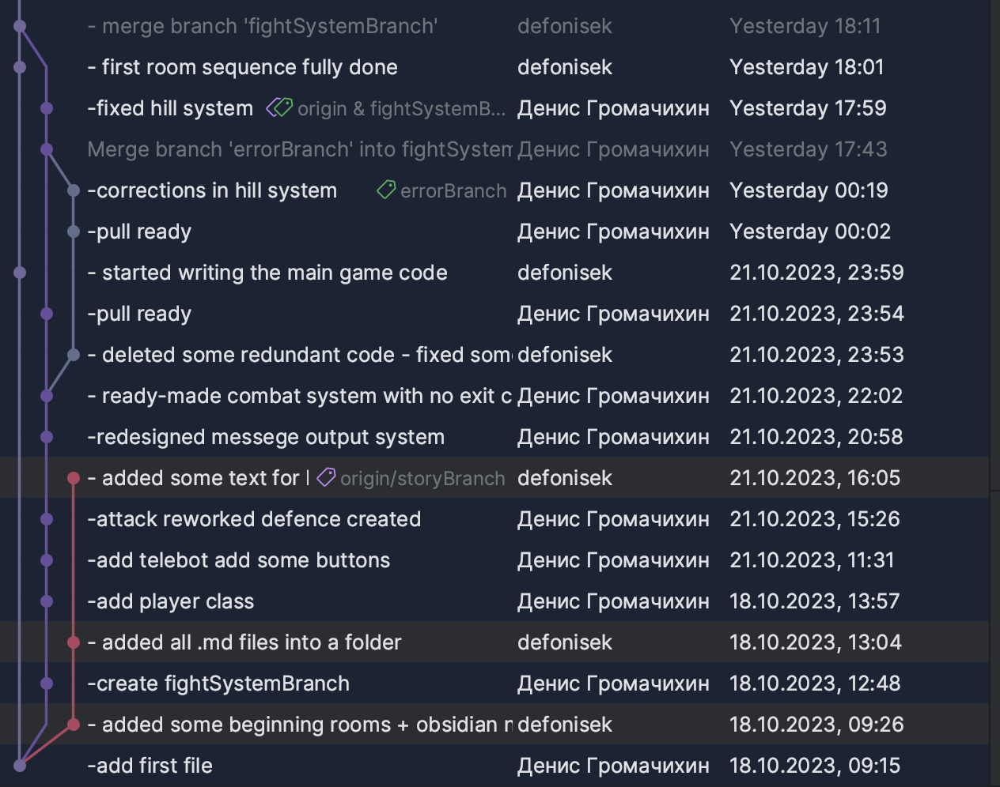 - merge branch 'fightSystemBranch' defonisek Yesterday 18:11
- first room sequence fully done defonisek Yesterday 18:01
-fixed hill system origin & fightSystemB... Денис Громачихин Yesterday 17:59
Merge branch 'errorBranch' into fightSystem Денис Громачихин Yesterday 17:43
-corrections in hill system errorBranch Денис Громачихин Yesterday 00:19
-pull ready Денис Громачихин Yesterday 00:02
- started writing the main game code defonisek 21.10.2023, 23:59
-pull ready Денис Громачихин 21.10.2023, 23:54
- deleted some redundant code - fixed som defonisek 21.10.2023, 23:53
- ready-made combat system with no exit c Денис Громачихин 21.10.2023, 22:02
-redesigned messege output system Денис Громачихин 21.10.2023, 20:58
- added some text for origin/storyBranch defonisek 21.10.2023, 16:05
-attack reworked defence created Денис Громачихин 21.10.2023, 15:26
-add telebot add some buttons Денис Громачихин 21.10.2023, 11:31
-add player class Денис Громачихин 18.10.2023, 13:57
- added all .md files into a folder defonisek 18.10.2023, 13:04
-create fightSystemBranch Денис Громачихин 18.10.2023, 12:48
- added some beginning rooms + obsidian defonisek 18.10.2023, 09:26
-add first file Денис Громачихин 18.10.2023, 09:15